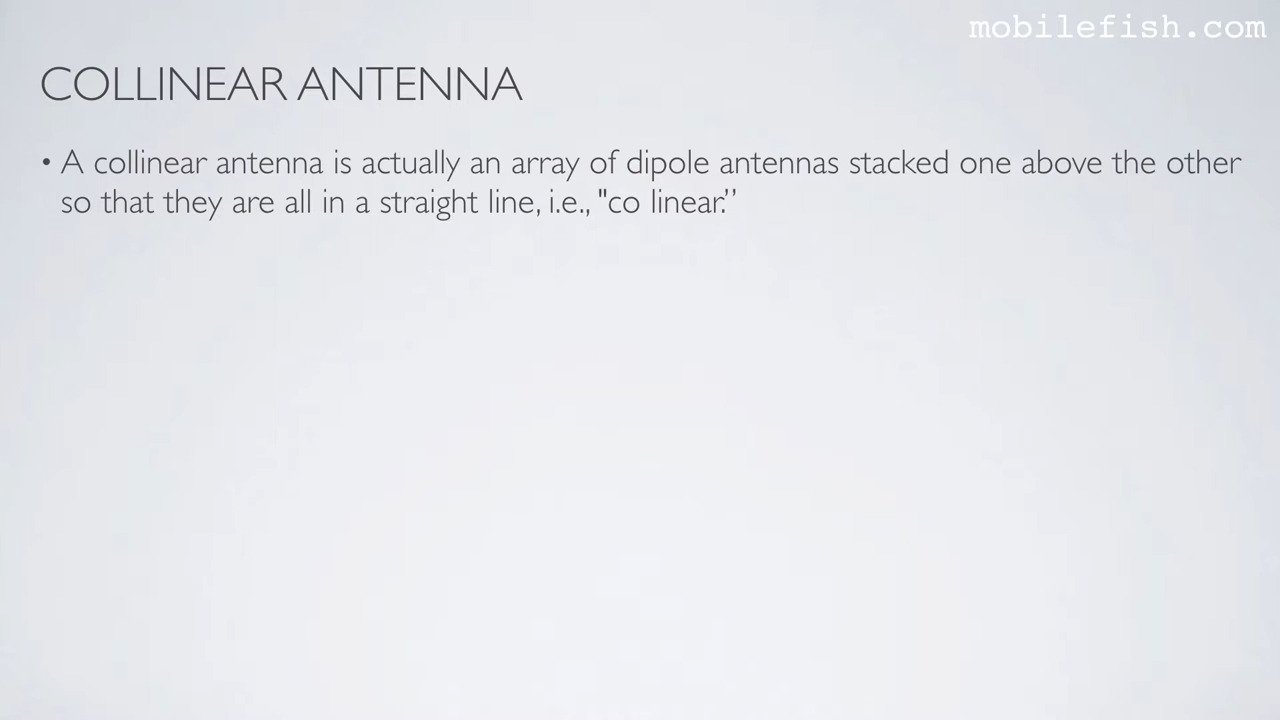 mobilefish.com
COLLINEAR ANTENNA
• A collinear antenna is actually an array of dipole antennas stacked one above the other
so that they are all in a straight line, i.e., "co linear.”